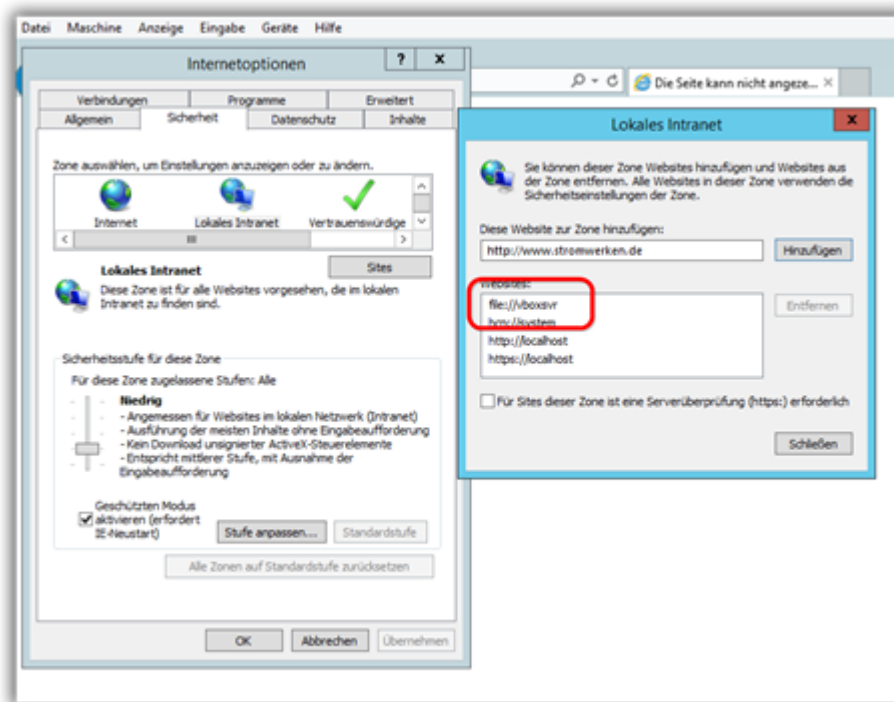 Datei Maschine Anzeige Eingabe Geräte Hilfe
Internetoptionen
? x
Die Seite kann nicht angeze... ×
Verbindungen Programme Erweitert
Allgemein Sicherheit Datenschutz Inhalte
Zone auswählen, um Einstellungen anzuzeigen oder zu ändern.
Internet Lokales Intranet Vertrauenswürdige
Sites
Lokales Intranet
Diese Zone ist für alle Websites vorgesehen, die im lokalen
Intranet zu finden sind.
Sicherheitsstufe für diese Zone
Für diese Zone zugelassene Stufen: Alle
Niedrig
- Angemessen für Websites im lokalen Netzwerk (Intranet)
- Ausführung der meisten Inhalte ohne Eingabeaufforderung
- Kein Download unsignierter ActiveX-Steuerelemente
- Entspricht mittlerer Stufe, mit Ausnahme der
Eingabeaufforderung
Geschützten Modus
aktivieren (erfordert
IE-Neustart)
Stufe anpassen... Standardstufe
Alle Zonen auf Standardstufe zurücksetzen
OK Abbrechen Übernehmen
Lokales Intranet
x
Sie können dieser Zone Websites hinzufügen und Websites aus
der Zone entfernen. Alle Websites in dieser Zone verwenden die
Sicherheitseinstellungen der Zone.
Diese Website zur Zone hinzufügen:
http://www.stromwerken.de Hinzufügen
Websites:
file://vboxsvr Entfernen
hcp://system
http://localhost
https://localhost
Für Sites dieser Zone ist eine Serverüberprüfung (https:) erforderlich
Schließen